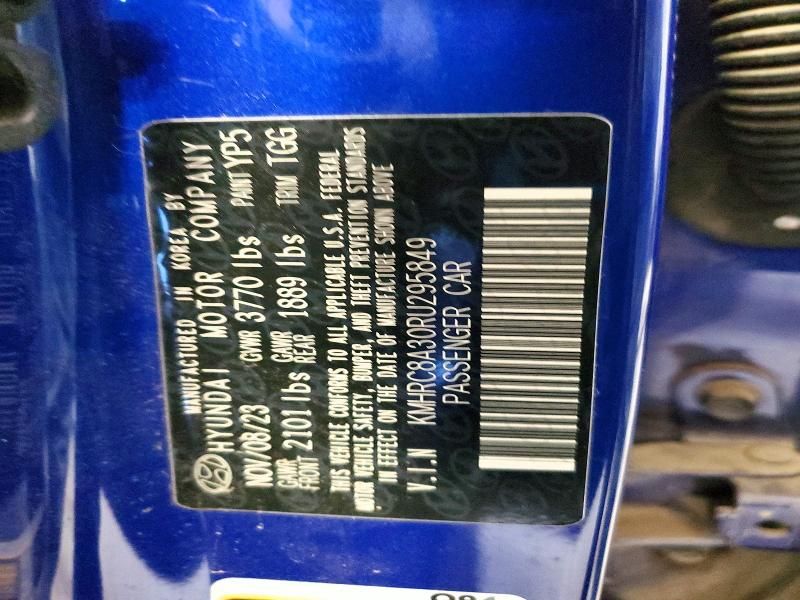 MANUFACTURED IN KOREA BY
HYUNDAI MOTOR COMPANY
NOV/08/23 GVWR 3770 lbs PAINT YP5
GAWR FRONT 2101 lbs GAWR REAR 1889 lbs TRIM TGG
THIS VEHICLE CONFORMS TO ALL APPLICABLE U.S.A. FEDERAL
MOTOR VEHICLE SAFETY, BUMPER, AND THEFT PREVENTION STANDARDS
IN EFFECT ON THE DATE OF MANUFACTURE SHOWN ABOVE
V.I.N KMHRC8A30RU295849
PASSENGER CAR